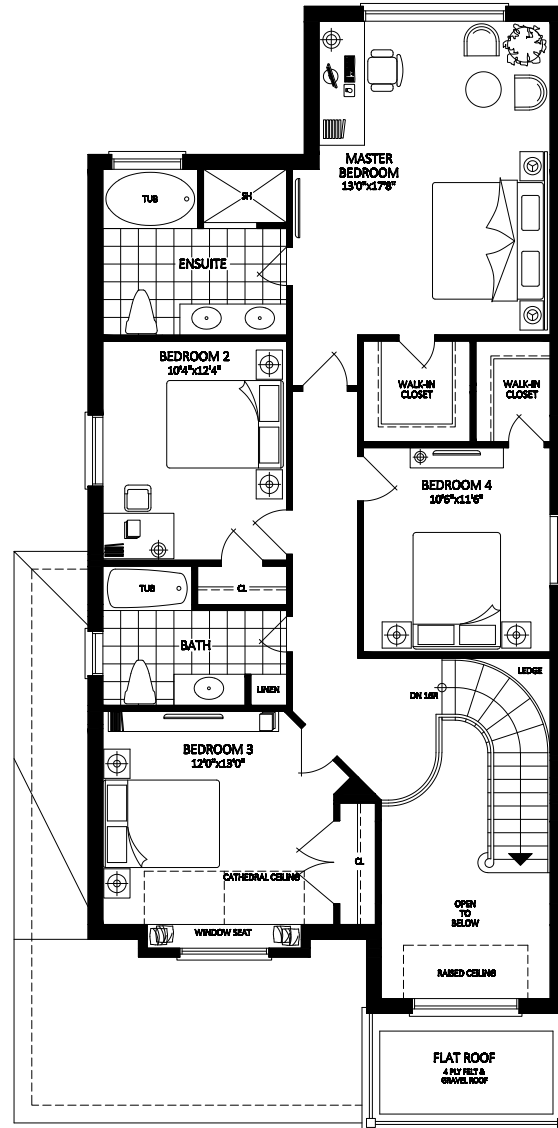 MASTER
BEDROOM
13'0"x17'8"
TUB
SH
ENSUITE
BEDROOM 2
10'4"x12'4"
WALK-IN
CLOSET
WALK-IN
CLOSET
BEDROOM 4
10'6"x11'6"
TUB
CL
BATH
LINEN
LEDGE
DN 16R
BEDROOM 3
12'0"x13'0"
CL
CATHEDRAL CEILING
WINDOW SEAT
OPEN
TO
BELOW
RAISED CEILING
FLAT ROOF
4 PLY FELT &
GRAVEL ROOF